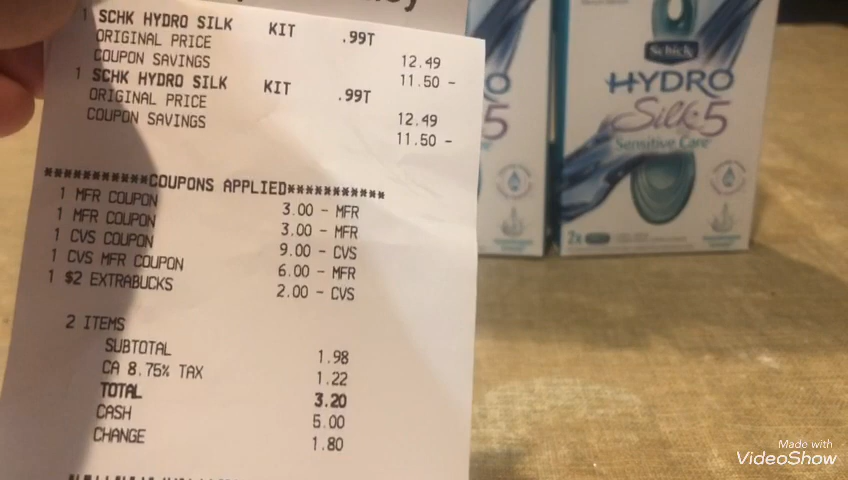 1 SCHK HYDRO SILK KIT .99T
ORIGINAL PRICE 12.49
COUPON SAVINGS 11.50 -
1 SCHK HYDRO SILK KIT .99T
ORIGINAL PRICE 12.49
COUPON SAVINGS 11.50 -
***********COUPONS APPLIED***********
1 MFR COUPON 3.00 - MFR
1 MFR COUPON 3.00 - MFR
1 CVS COUPON 9.00 - CVS
1 CVS MFR COUPON 6.00 - MFR
1 $2 EXTRABUCKS 2.00 - CVS
2 ITEMS
SUBTOTAL 1.98
CA 8.75% TAX 1.22
TOTAL 3.20
CASH 5.00
CHANGE 1.80
O
5
Schick
HYDRO
Silk 5
Sensitive Care
2x
Made with
VideoShow